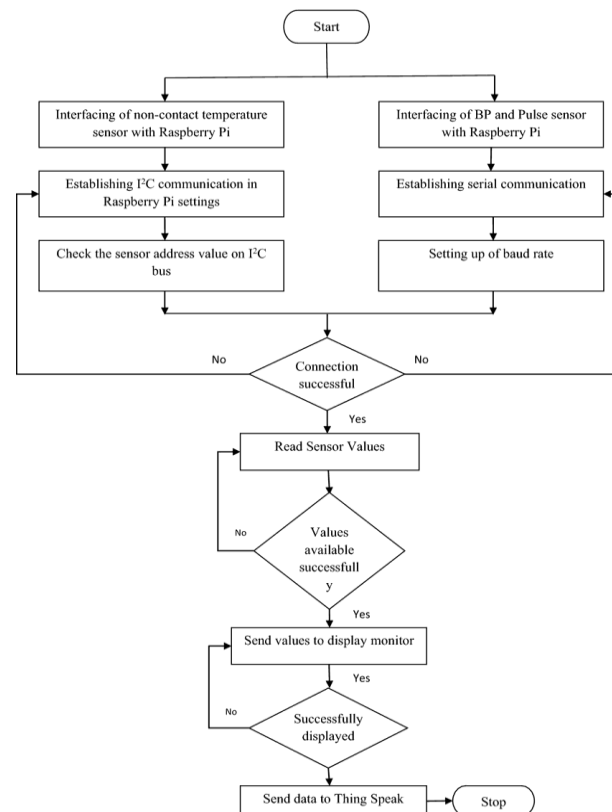 Start
Interfacing of non-contact temperature
sensor with Raspberry Pi
Interfacing of BP and Pulse sensor
with Raspberry Pi
Establishing I²C communication in
Raspberry Pi settings
Establishing serial communication
Check the sensor address value on I²C
bus
Setting up of baud rate
No
Connection
successful
No
Yes
Read Sensor Values
No
Values
available
successfull
y
Yes
Send values to display monitor
Yes
No
Successfully
displayed
Send data to Thing Speak
Stop